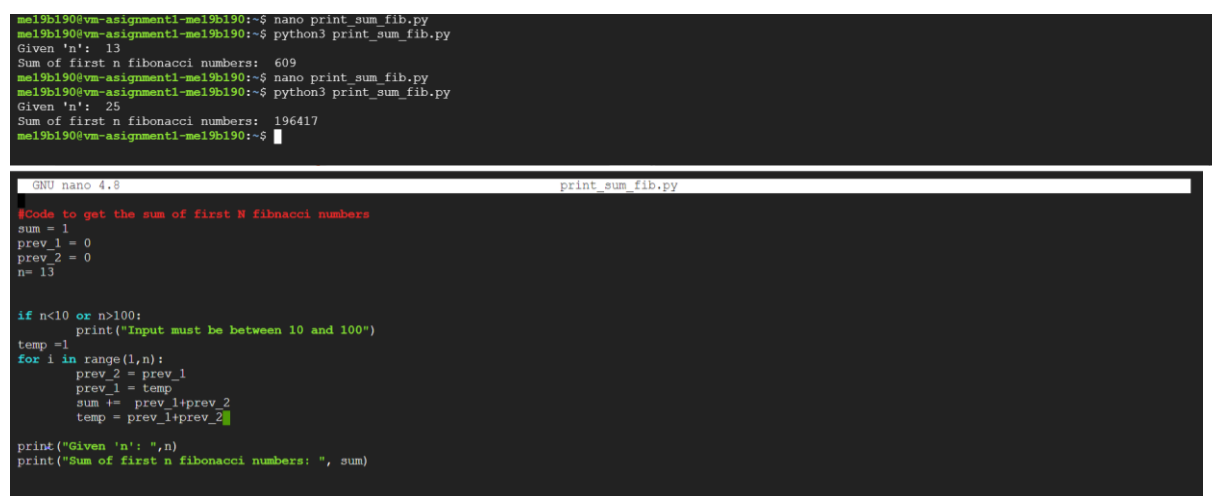 me19b190@vm-asignment1-me19b190:~$ nano print_sum_fib.py
me19b190@vm-asignment1-me19b190:~$ python3 print_sum_fib.py
Given 'n':  13
Sum of first n fibonacci numbers:  609
me19b190@vm-asignment1-me19b190:~$ nano print_sum_fib.py
me19b190@vm-asignment1-me19b190:~$ python3 print_sum_fib.py
Given 'n':  25
Sum of first n fibonacci numbers:  196417
me19b190@vm-asignment1-me19b190:~$
GNU nano 4.8 print_sum_fib.py
#Code to get the sum of first N fibnacci numbers
sum = 1
prev_1 = 0
prev_2 = 0
n= 13
if n<10 or n>100:
        print("Input must be between 10 and 100")
temp =1
for i in range(1,n):
        prev_2 = prev_1
        prev_1 = temp
        sum +=  prev_1+prev_2
        temp = prev_1+prev_2
print("Given 'n': ",n)
print("Sum of first n fibonacci numbers: ", sum)